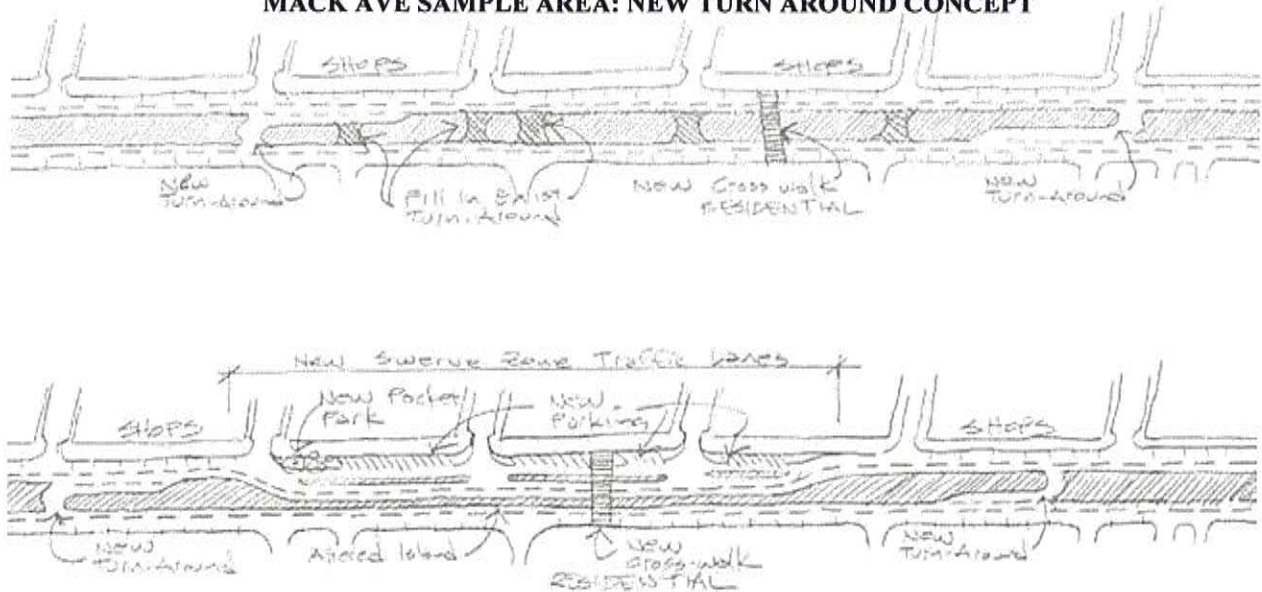 MACK AVE SAMPLE AREA: NEW TURN AROUND CONCEPT
SHOPS
SHOPS
New
Turn-Around
Fill in Exist
Turn-Around
New Cross walk
RESIDENTIAL
New
Turn-Around
New Swerve Zone Traffic Lanes
New Pocket
Park
New
Parking
SHOPS
SHOPS
New
Turn-Around
Altered Island
New
Cross-walk
RESIDENTIAL
New
Turn-Around